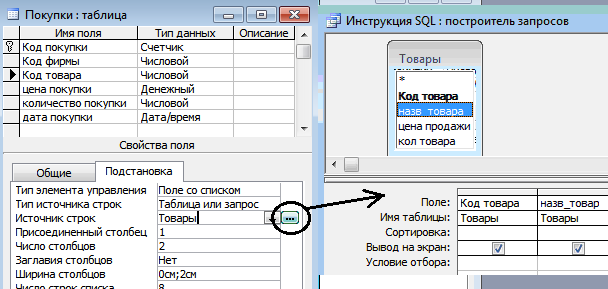 Покупки : таблица
Имя поля Тип данных Описание
Код покупки Счетчик
Код фирмы Числовой
Код товара Числовой
цена покупки Денежный
количество покупки Числовой
дата покупки Дата/время
Свойства поля
Общие Подстановка
Тип элемента управления Поле со списком
Тип источника строк Таблица или запрос
Источник строк Товары
Присоединенный столбец 1
Число столбцов 2
Заглавия столбцов Нет
Ширина столбцов 0см;2см
Число строк списка 8
Инструкция SQL : построитель запросов
Товары
*
Код товара
назв_товара
цена продажи
кол товара
Поле: Код товара назв_товар
Имя таблицы: Товары Товары
Сортировка:
Вывод на экран:
Условие отбора: